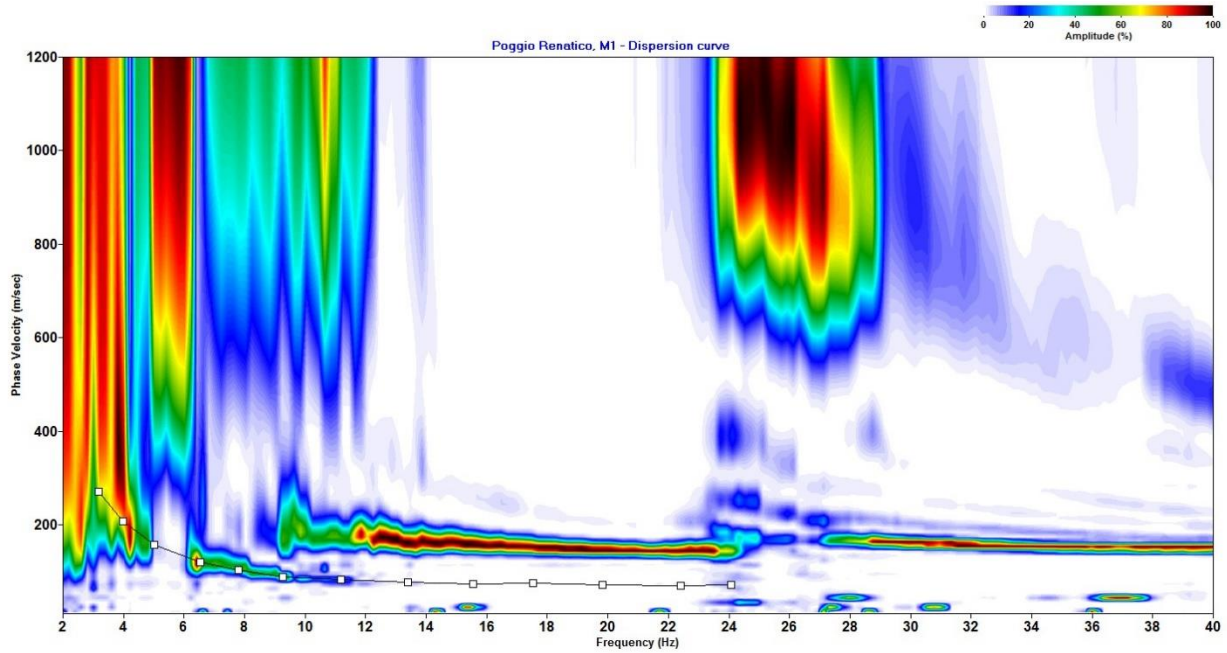 0 20 40 60 80 100
Amplitude (%)
Poggio Renatico, M1 - Dispersion curve
1200
1000
800
600
400
200
Phase Velocity (m/sec)
2 4 6 8 10 12 14 16 18 20 22 24 26 28 30 32 34 36 38 40
Frequency (Hz)